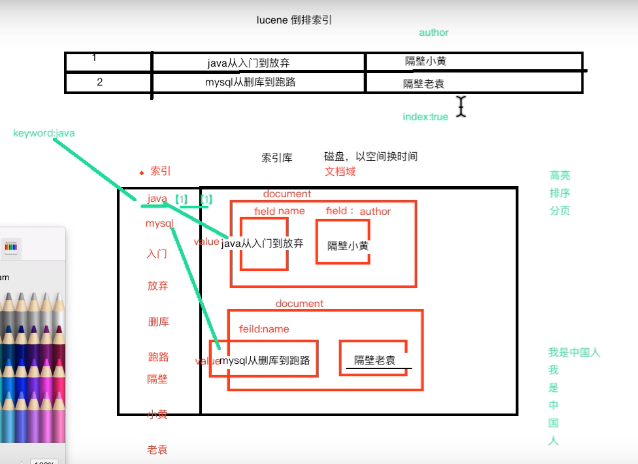 lucene 倒排索引
author
1 java从入门到放弃 隔壁小黄
2 mysql从删库到跑路 隔壁老袁
index:true
keyword:java
索引库 磁盘，以空间换时间
索引 文档域
高亮
排序
分页
java 【1】 【1】
document
field name field： author
mysql
value java从入门到放弃 隔壁小黄
入门
放弃
document
删库
feild:name
跑路
value mysql从删库到跑路 隔壁老袁
隔壁
小黄
老袁
我是中国人
我
是
中
国
人